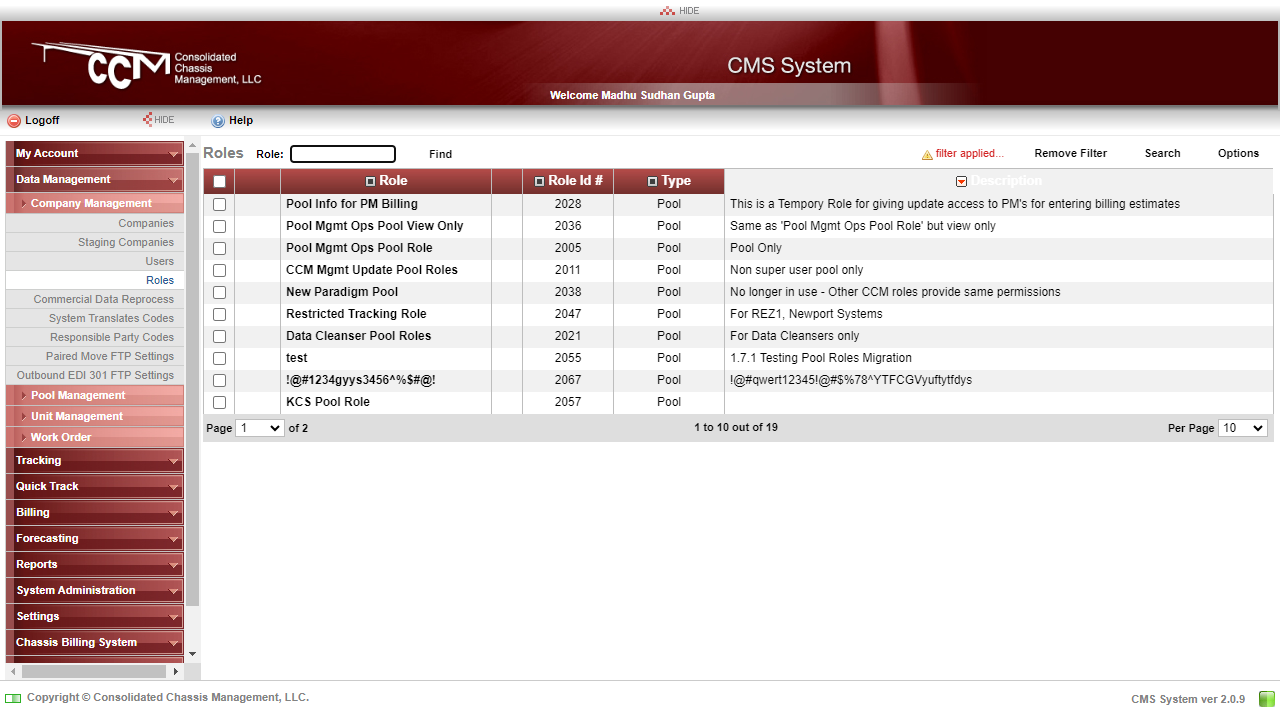 HIDE
CCM Consolidated
Chassis
Management, LLC
CMS System
Welcome Madhu Sudhan Gupta
Logoff HIDE Help
My Account
Data Management
Company Management
Companies
Staging Companies
Users
Roles
Commercial Data Reprocess
System Translates Codes
Responsible Party Codes
Paired Move FTP Settings
Outbound EDI 301 FTP Settings
Pool Management
Unit Management
Work Order
Tracking
Quick Track
Billing
Forecasting
Reports
System Administration
Settings
Chassis Billing System
Roles Role: Find filter applied... Remove Filter Search Options
Role Role Id # Type Description
Pool Info for PM Billing 2028 Pool This is a Tempory Role for giving update access to PM's for entering billing estimates
Pool Mgmt Ops Pool View Only 2036 Pool Same as 'Pool Mgmt Ops Pool Role' but view only
Pool Mgmt Ops Pool Role 2005 Pool Pool Only
CCM Mgmt Update Pool Roles 2011 Pool Non super user pool only
New Paradigm Pool 2038 Pool No longer in use - Other CCM roles provide same permissions
Restricted Tracking Role 2047 Pool For REZ1, Newport Systems
Data Cleanser Pool Roles 2021 Pool For Data Cleansers only
test 2055 Pool 1.7.1 Testing Pool Roles Migration
!@#1234gyys3456^%$#@! 2067 Pool !@#qwert12345!@#$%78^YTFCGVyuftytfdys
KCS Pool Role 2057 Pool
Page 1 of 2 1 to 10 out of 19 Per Page 10
Copyright © Consolidated Chassis Management, LLC. CMS System ver 2.0.9